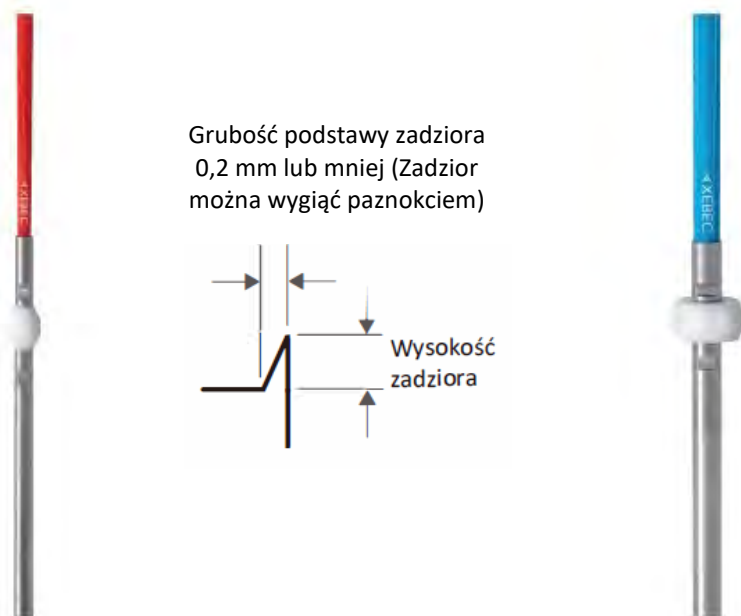 Grubość podstawy zadziora
0,2 mm lub mniej (Zadzior
można wygiąć paznokciem)
Wysokość
zadziora
XEBEC
XEBEC